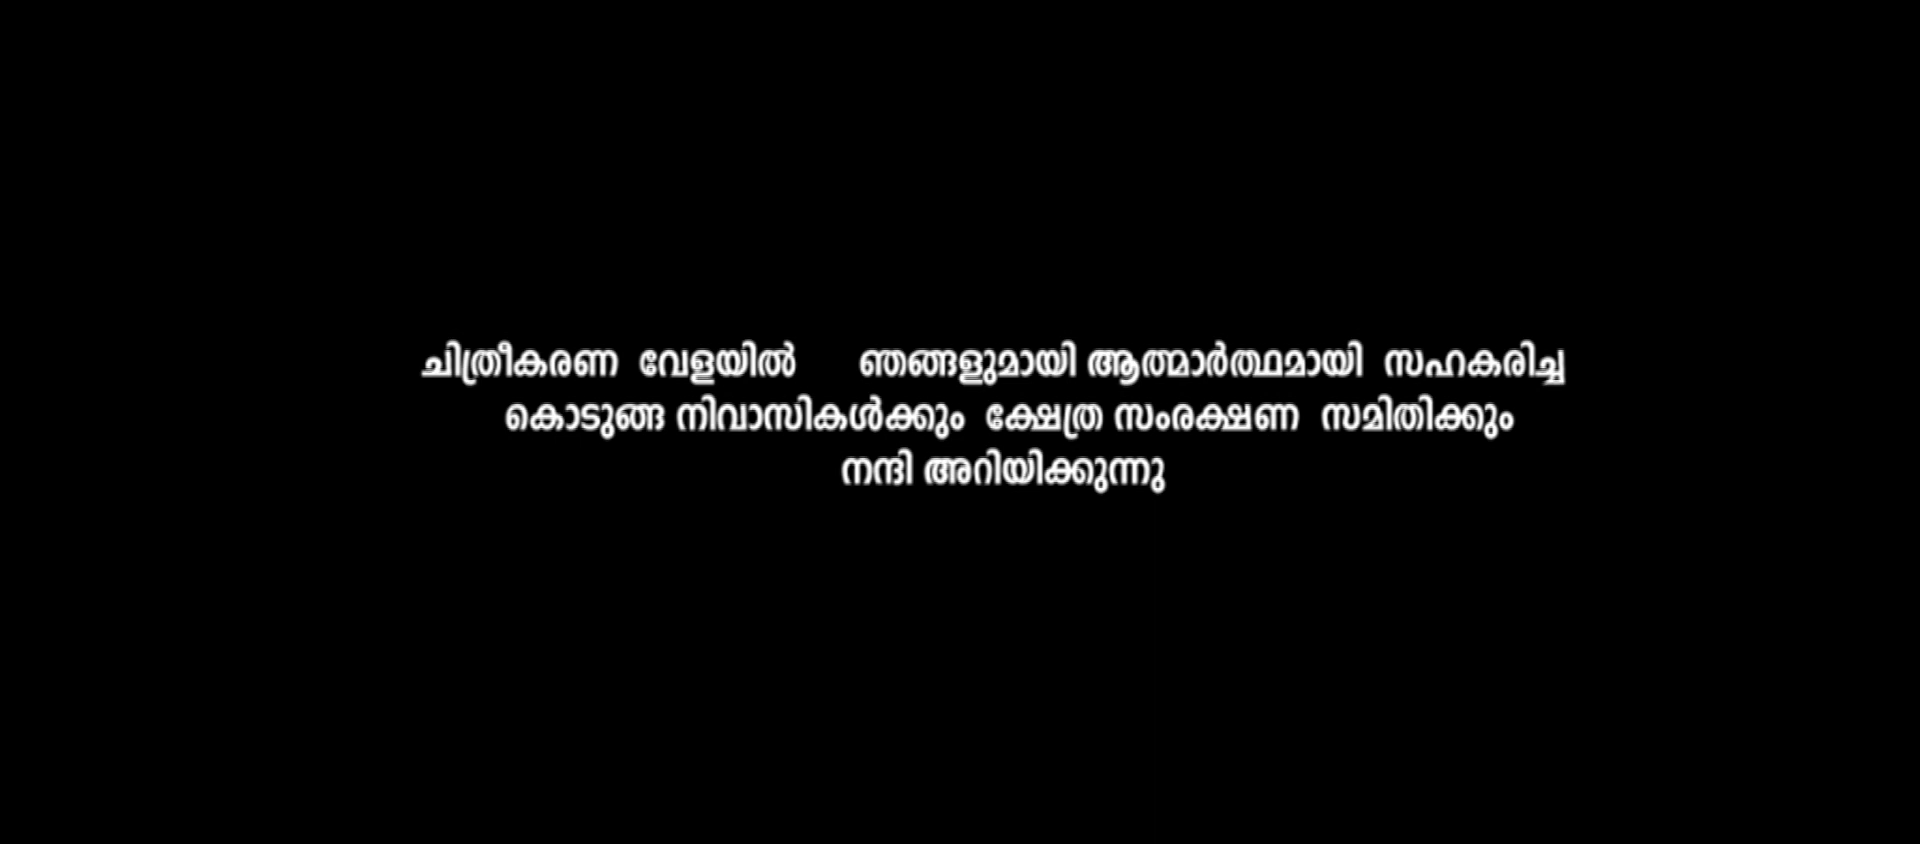 ചിത്രീകരണ വേളയിൽ ഞങ്ങളുമായി ആത്മാർത്ഥമായി സഹകരിച്ച
കൊടുങ്ങ നിവാസികൾക്കും ക്ഷേത്ര സംരക്ഷണ സമിതിക്കും
നന്ദി അറിയിക്കുന്നു